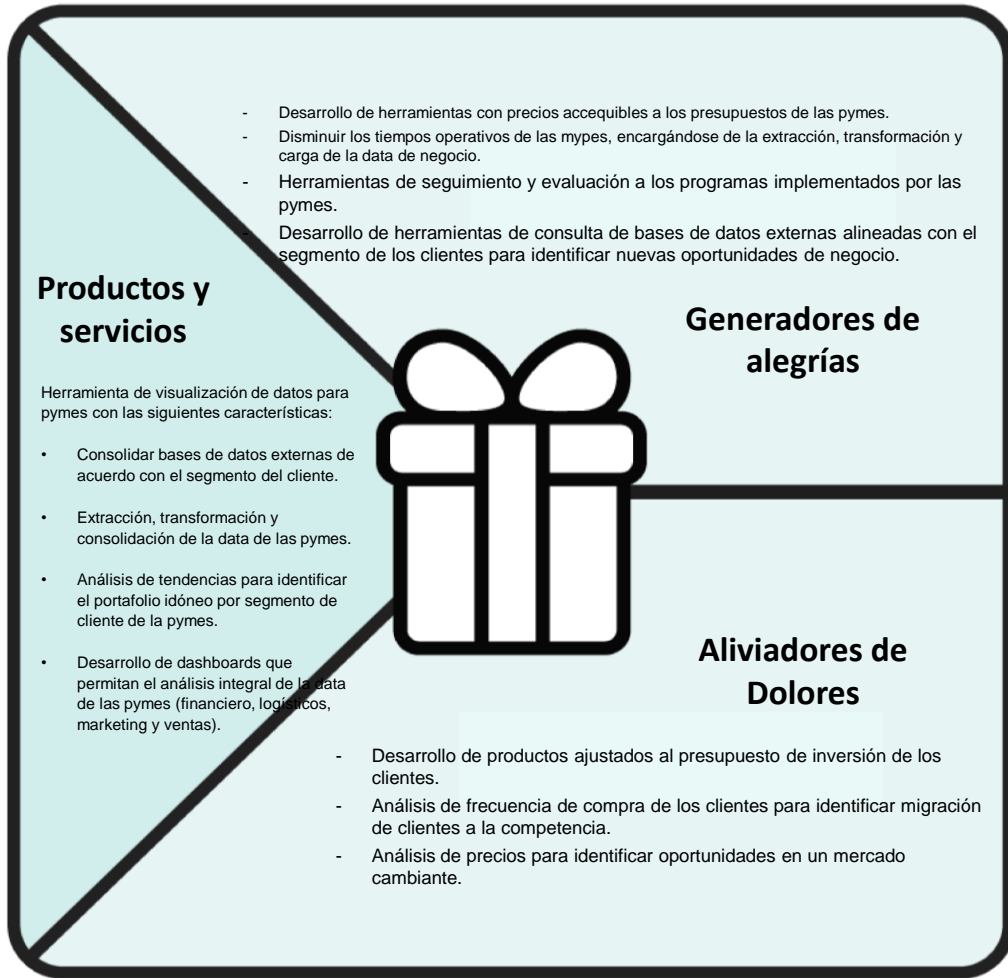 - Desarrollo de herramientas con precios accequibles a los presupuestos de las pymes.
- Disminuir los tiempos operativos de las mypes, encargándose de la extracción, transformación y
carga de la data de negocio.
- Herramientas de seguimiento y evaluación a los programas implementados por las
pymes.
- Desarrollo de herramientas de consulta de bases de datos externas alineadas con el
segmento de los clientes para identificar nuevas oportunidades de negocio.
Productos y
servicios
Herramienta de visualización de datos para
pymes con las siguientes características:
• Consolidar bases de datos externas de
acuerdo con el segmento del cliente.
• Extracción, transformación y
consolidación de la data de las pymes.
• Análisis de tendencias para identificar
el portafolio idóneo por segmento de
cliente de la pymes.
• Desarrollo de dashboards que
permitan el análisis integral de la data
de las pymes (financiero, logísticos,
marketing y ventas).
Generadores de
alegrías
Aliviadores de
Dolores
- Desarrollo de productos ajustados al presupuesto de inversión de los
clientes.
- Análisis de frecuencia de compra de los clientes para identificar migración
de clientes a la competencia.
- Análisis de precios para identificar oportunidades en un mercado
cambiante.